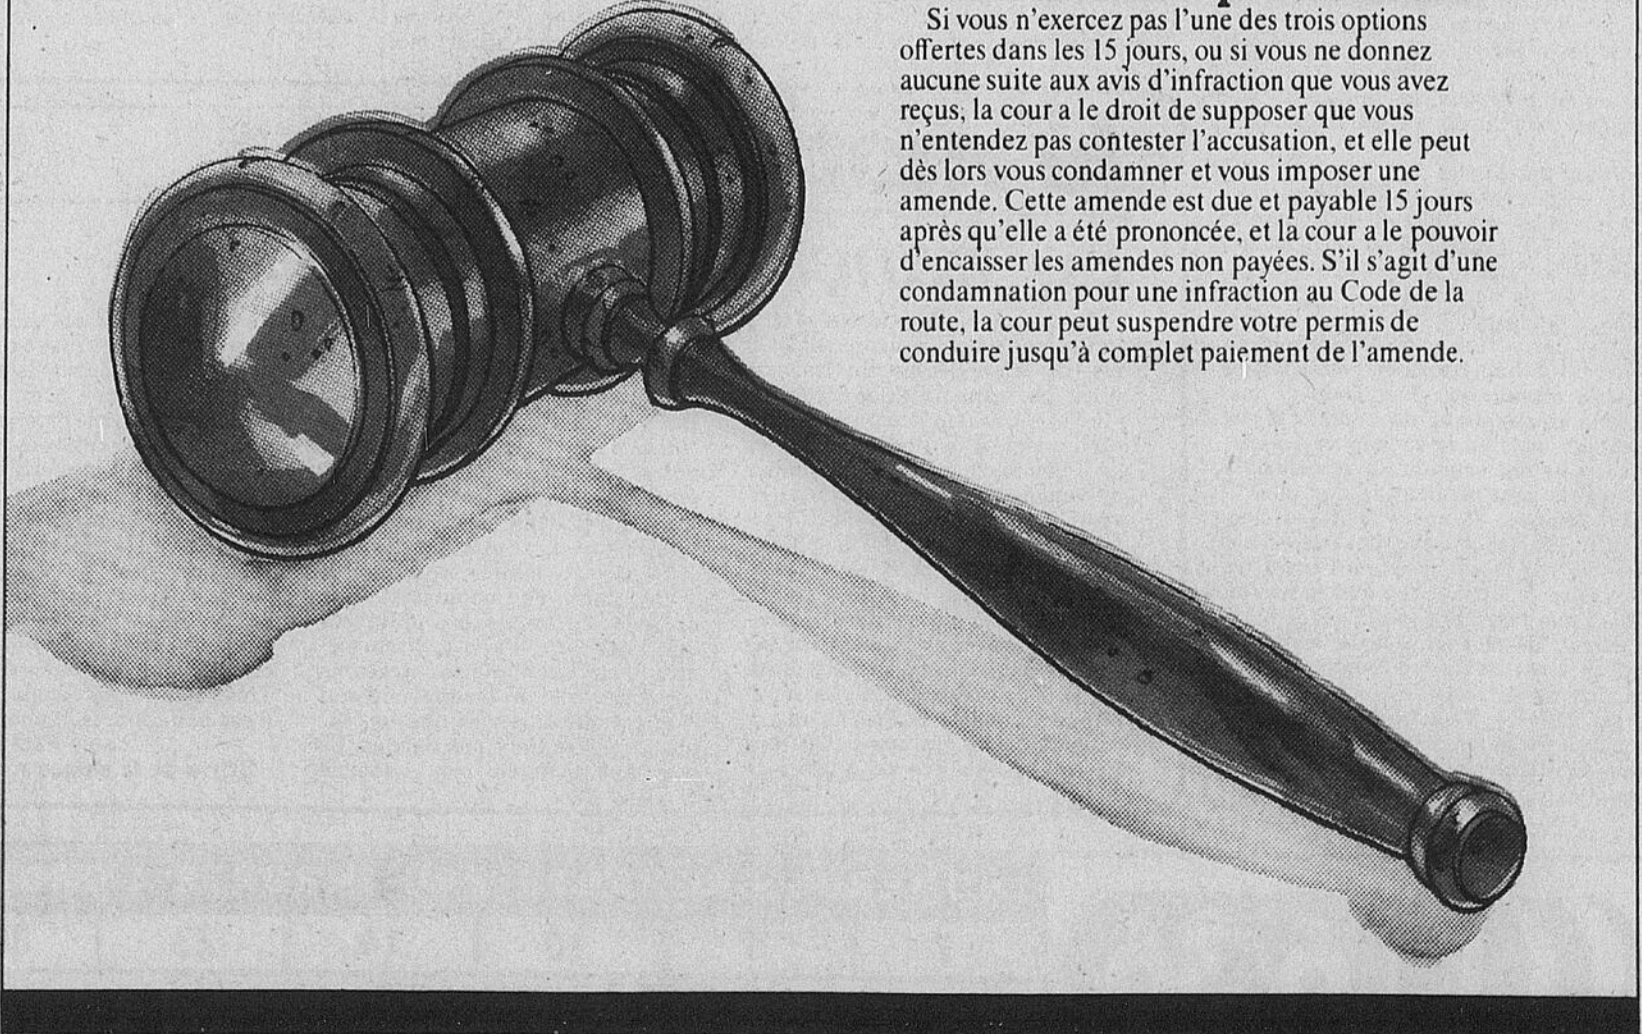 Si vous n'exercez pas l'une des trois options
offertes dans les 15 jours, ou si vous ne donnez
aucune suite aux avis d'infraction que vous avez
reçus, la cour a le droit de supposer que vous
n'entendez pas contester l'accusation, et elle peut
dès lors vous condamner et vous imposer une
amende. Cette amende est due et payable 15 jours
après qu'elle a été prononcée, et la cour a le pouvoir
d'encaisser les amendes non payées. S'il s'agit d'une
condamnation pour une infraction au Code de la
route, la cour peut suspendre votre permis de
conduire jusqu'à complet paiement de l'amende.